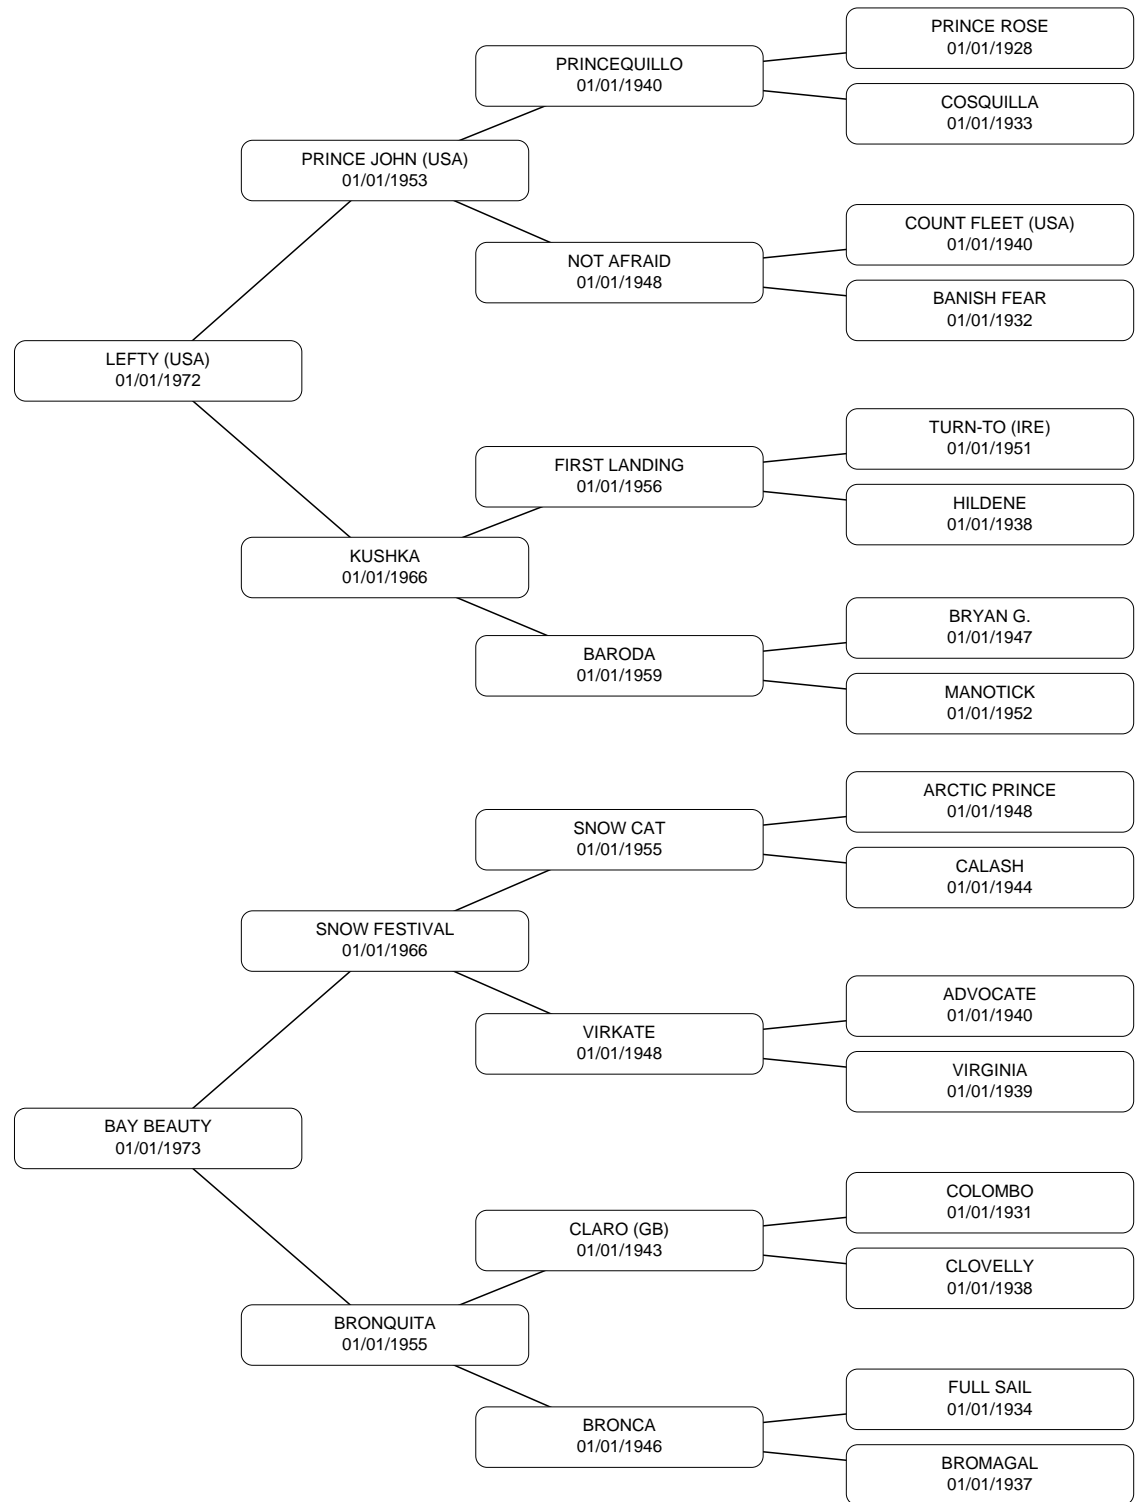 PRINCE ROSE
01/01/1928
PRINCEQUILLO
01/01/1940
COSQUILLA
01/01/1933
PRINCE JOHN (USA)
01/01/1953
COUNT FLEET (USA)
01/01/1940
NOT AFRAID
01/01/1948
BANISH FEAR
01/01/1932
LEFTY (USA)
01/01/1972
TURN-TO (IRE)
01/01/1951
FIRST LANDING
01/01/1956
HILDENE
01/01/1938
KUSHKA
01/01/1966
BRYAN G.
01/01/1947
BARODA
01/01/1959
MANOTICK
01/01/1952
ARCTIC PRINCE
01/01/1948
SNOW CAT
01/01/1955
CALASH
01/01/1944
SNOW FESTIVAL
01/01/1966
ADVOCATE
01/01/1940
VIRKATE
01/01/1948
VIRGINIA
01/01/1939
BAY BEAUTY
01/01/1973
COLOMBO
01/01/1931
CLARO (GB)
01/01/1943
CLOVELLY
01/01/1938
BRONQUITA
01/01/1955
FULL SAIL
01/01/1934
BRONCA
01/01/1946
BROMAGAL
01/01/1937